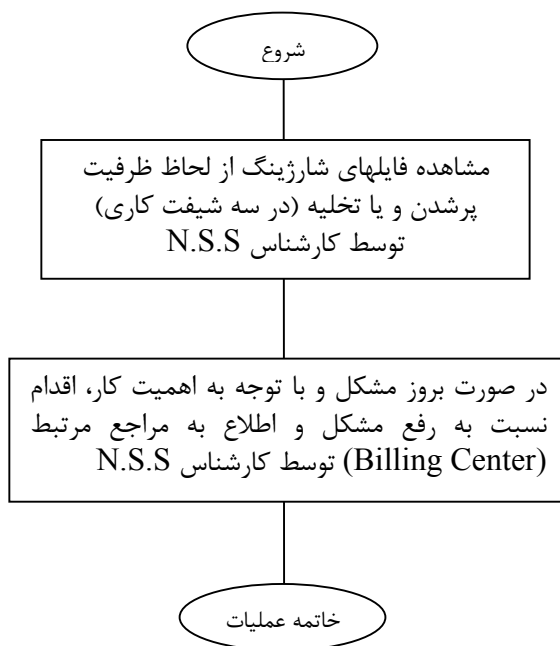 شروع
مشاهده فایلهای شارژینگ از لحاظ ظرفیت
پرشدن و یا تخلیه (در سه شیفت کاری)
توسط کارشناس N.S.S
در صورت بروز مشکل و با توجه به اهمیت کار، اقدام
نسبت به رفع مشکل و اطلاع به مراجع مرتبط
(Billing Center) توسط کارشناس N.S.S
خاتمه عملیات